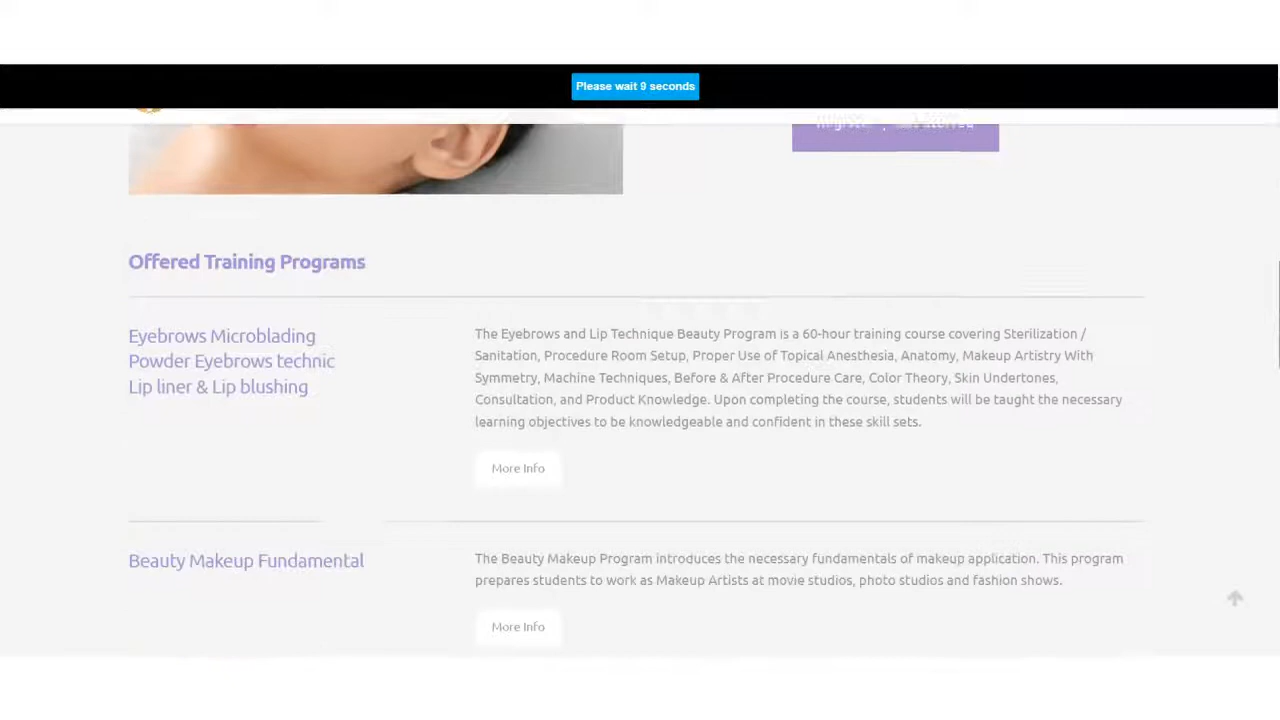 Please wait 9 seconds
Offered Training Programs
Eyebrows Microblading
Powder Eyebrows technic
Lip liner & Lip blushing
The Eyebrows and Lip Technique Beauty Program is a 60-hour training course covering Sterilization /
Sanitation, Procedure Room Setup, Proper Use of Topical Anesthesia, Anatomy, Makeup Artistry With
Symmetry, Machine Techniques, Before & After Procedure Care, Color Theory, Skin Undertones,
Consultation, and Product Knowledge. Upon completing the course, students will be taught the necessary
learning objectives to be knowledgeable and confident in these skill sets.
More Info
Beauty Makeup Fundamental
The Beauty Makeup Program introduces the necessary fundamentals of makeup application. This program
prepares students to work as Makeup Artists at movie studios, photo studios and fashion shows.
More Info